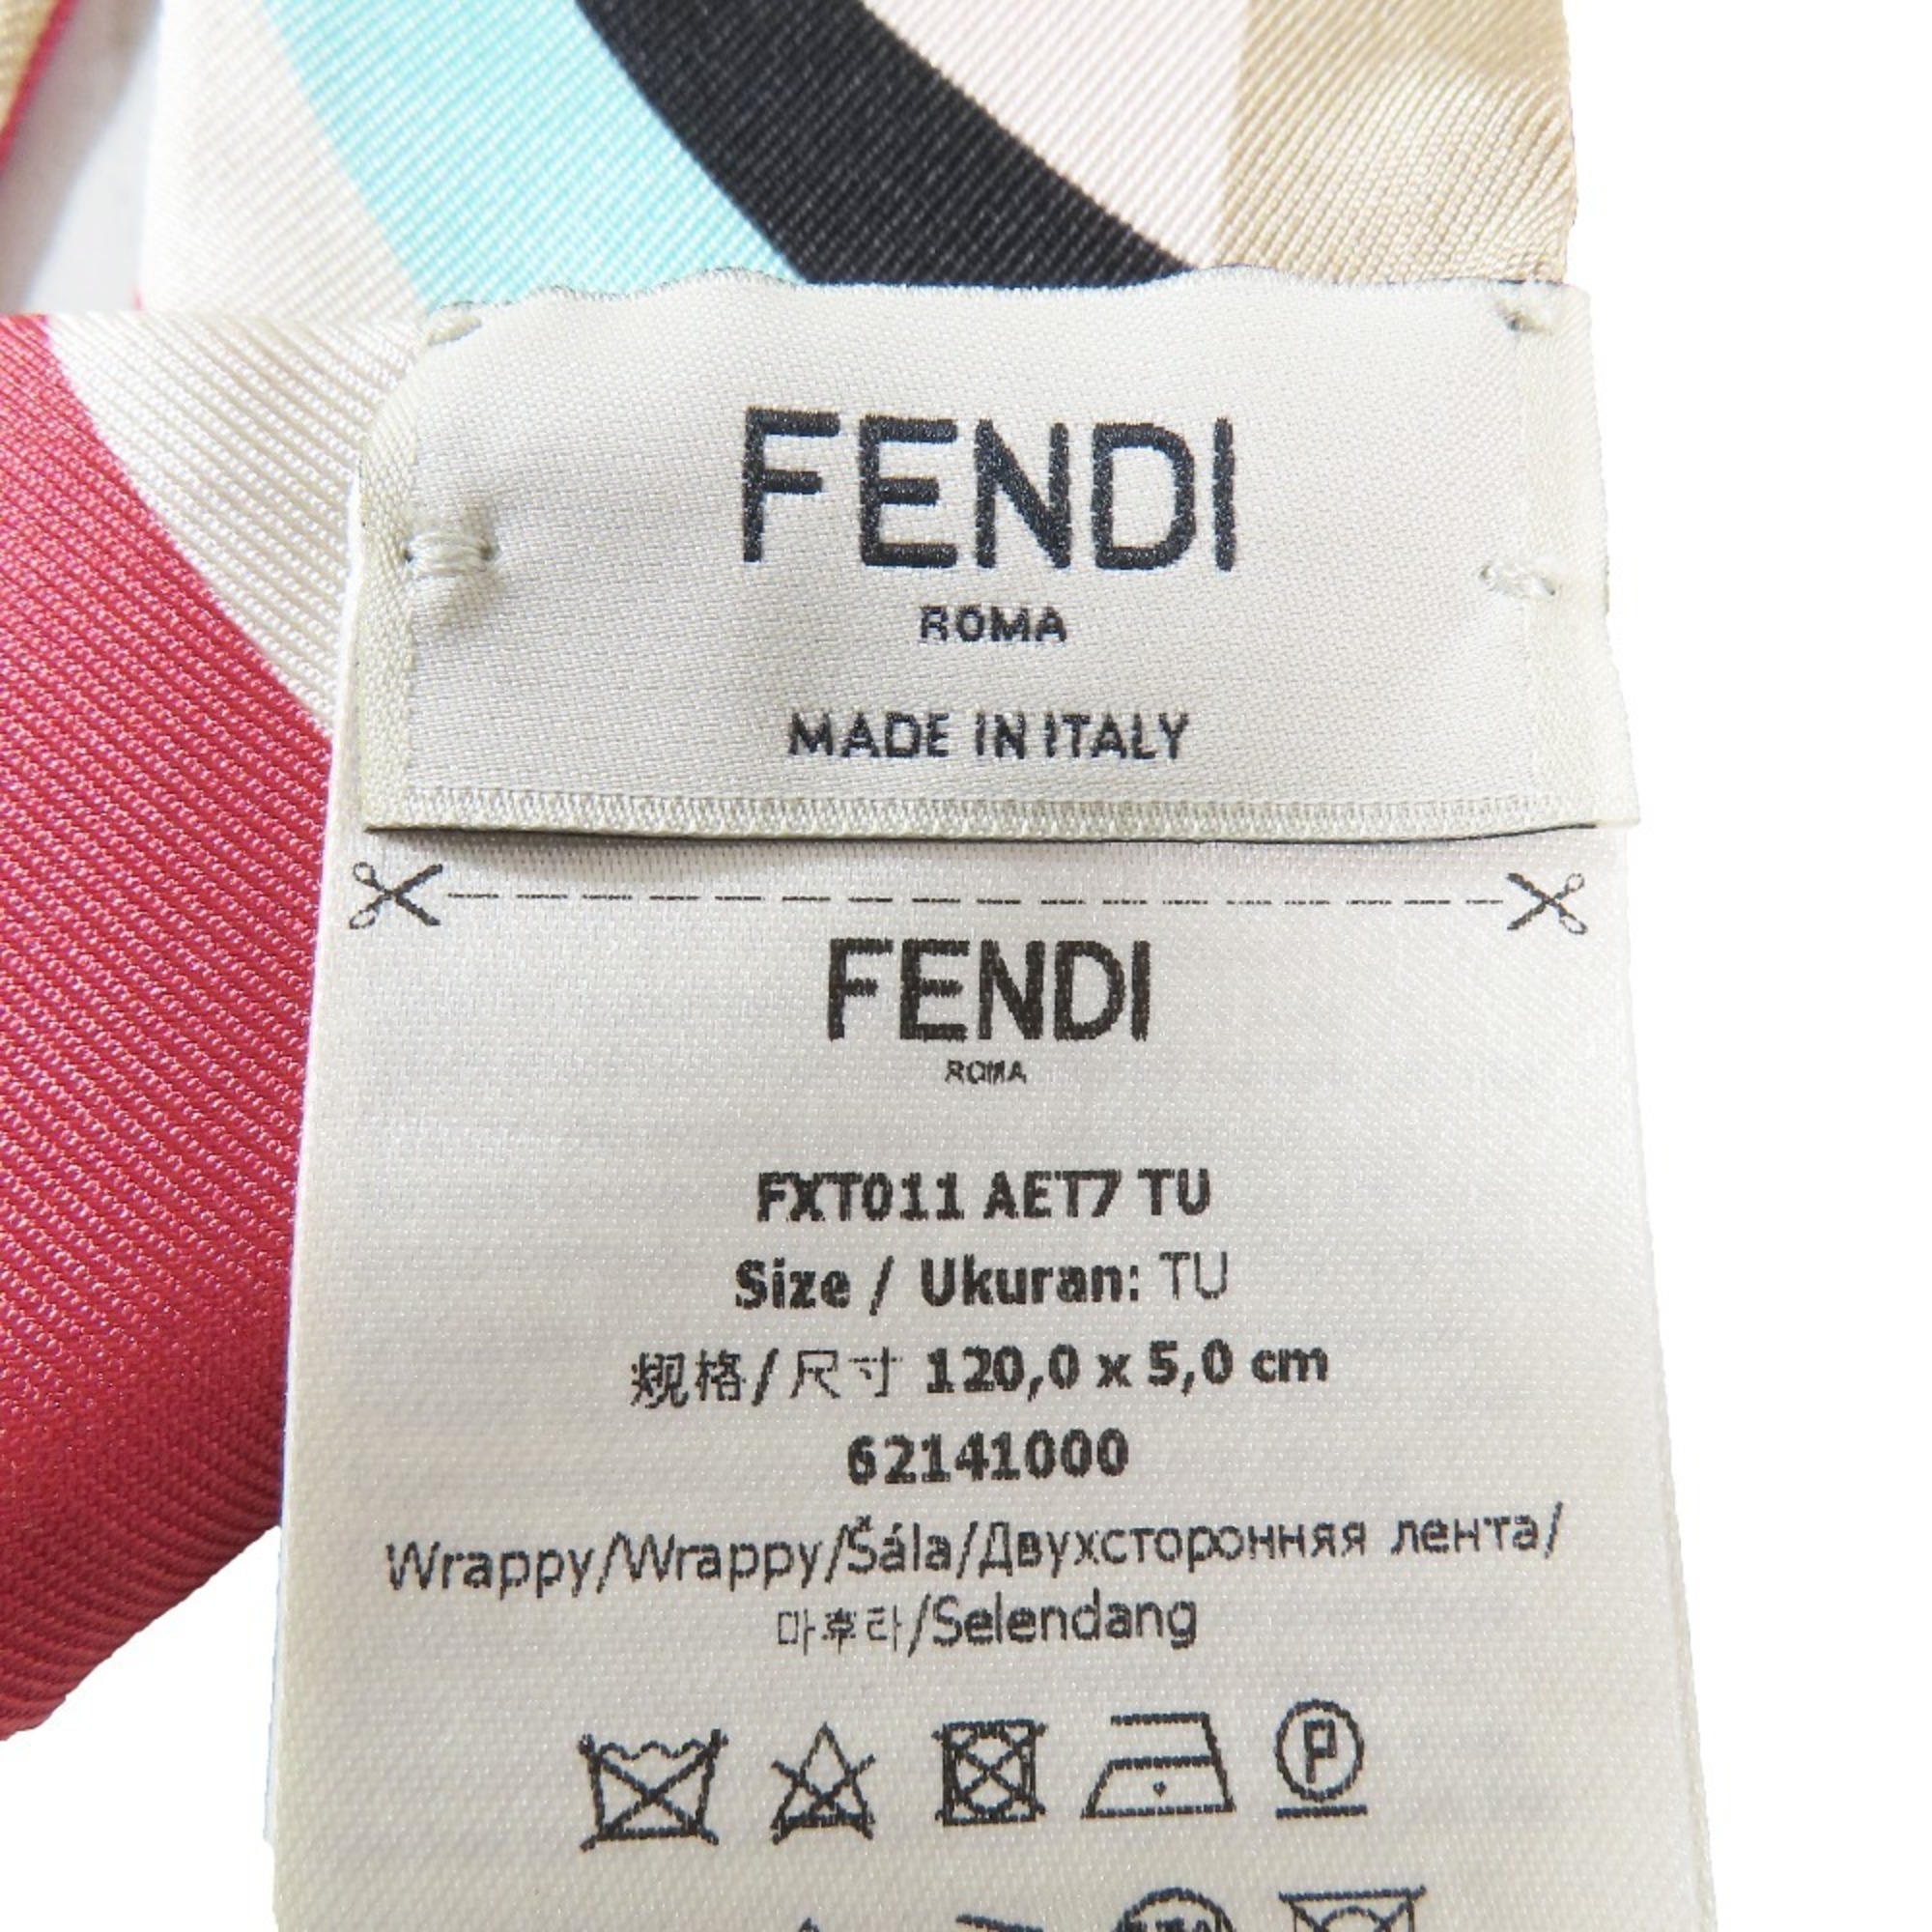 FENDI
ROMA
MADE IN ITALY
FENDI
ROMA
FXT011 AET7 TU
Size / Ukuran: TU
规格/尺寸 120,0 x 5,0 cm
62141000
Wrappy/Wrappy/Šála/Двухсторонняя лента/
마후라/Selendang
P